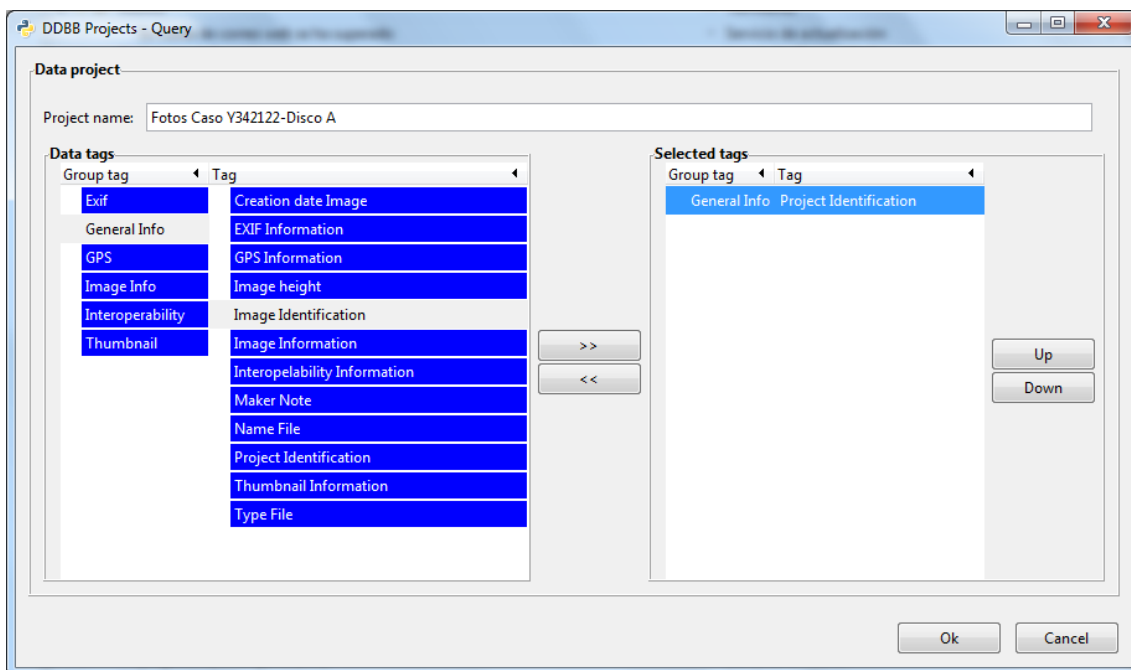 DDBB Projects - Query
Data project
Project name: Fotos Caso Y342122-Disco A
Data tags
Group tag Tag
Exif
General Info
GPS
Image Info
Interoperability
Thumbnail
Creation date Image
EXIF Information
GPS Information
Image height
Image Identification
Image Information
Interopelability Information
Maker Note
Name File
Project Identification
Thumbnail Information
Type File
>>
<<
Selected tags
Group tag Tag
General Info Project Identification
Up
Down
Ok
Cancel